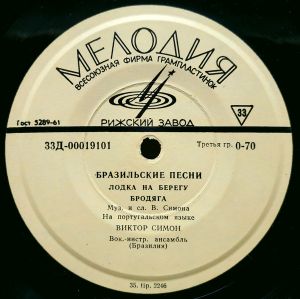 МЕЛОДИЯ
ВСЕСОЮЗНАЯ ФИРМА ГРАМПЛАСТИНОК
Гост 5289-61
33
РИЖСКИЙ ЗАВОД
33Д-00019101
Третья гр. 0-70
БРАЗИЛЬСКИЕ ПЕСНИ
ЛОДКА НА БЕРЕГУ
БРОДЯГА
Муз. и сл. В. Симона
На португальском языке
ВИКТОР СИМОН
Вок.-инстр. ансамбль
(Бразилия)
35. Пр. 2246